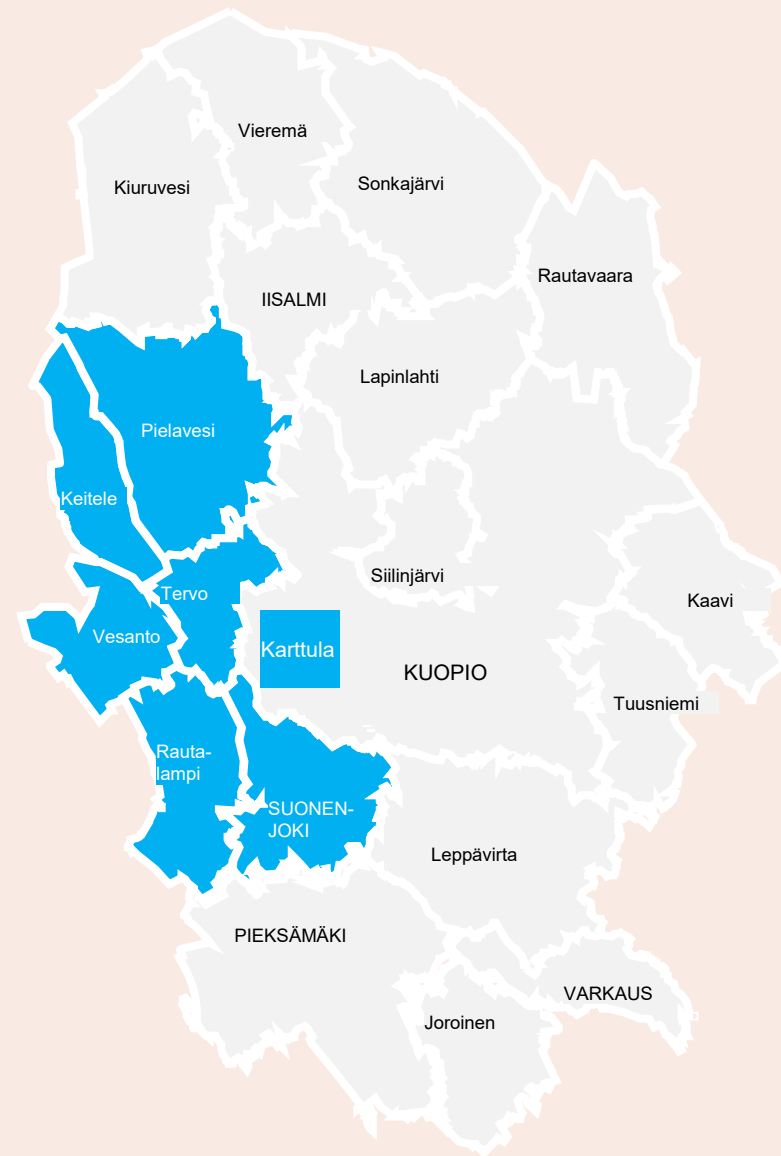 Vieremä
Kiuruvesi
Sonkajärvi
Rautavaara
IISALMI
Lapinlahti
Pielavesi
Keitele
Siilinjärvi
Tervo
Kaavi
Vesanto
Karttula
KUOPIO
Tuusniemi
Rauta-
lampi
SUONEN-
JOKI
Leppävirta
PIEKSÄMÄKI
VARKAUS
Joroinen